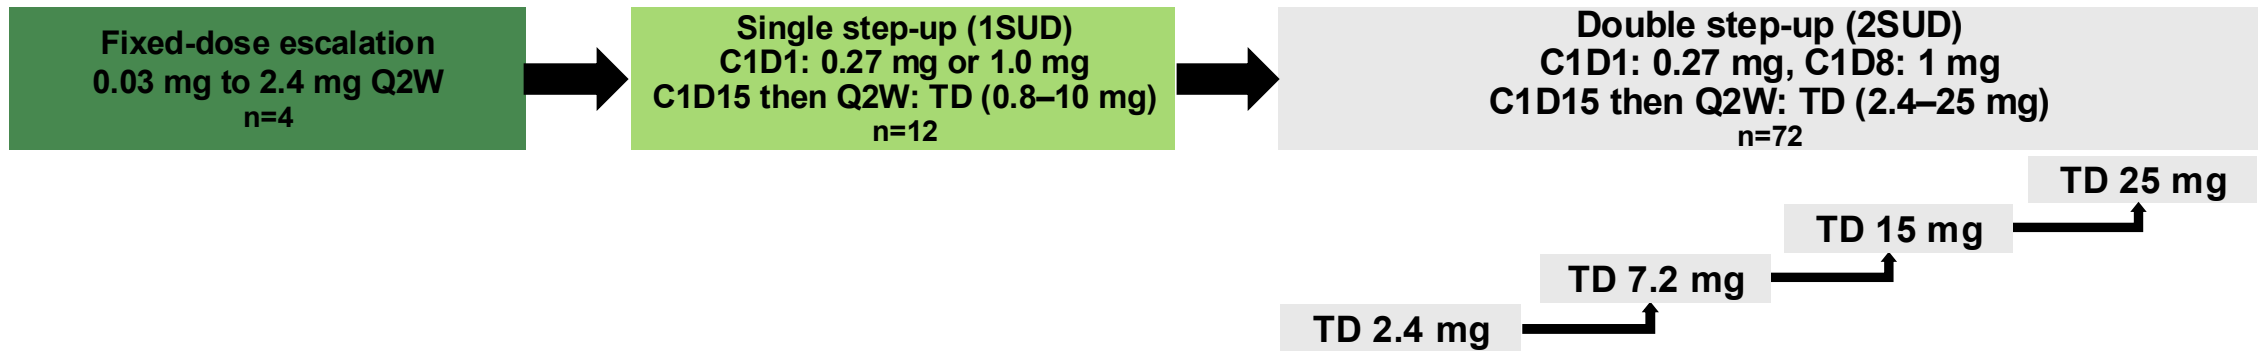 Fixed-dose escalation
0.03 mg to 2.4 mg Q2W
n=4
Single step-up (1SUD)
C1D1: 0.27 mg or 1.0 mg
C1D15 then Q2W: TD (0.8–10 mg)
n=12
Double step-up (2SUD)
C1D1: 0.27 mg, C1D8: 1 mg
C1D15 then Q2W: TD (2.4–25 mg)
n=72
TD 2.4 mg
TD 7.2 mg
TD 15 mg
TD 25 mg